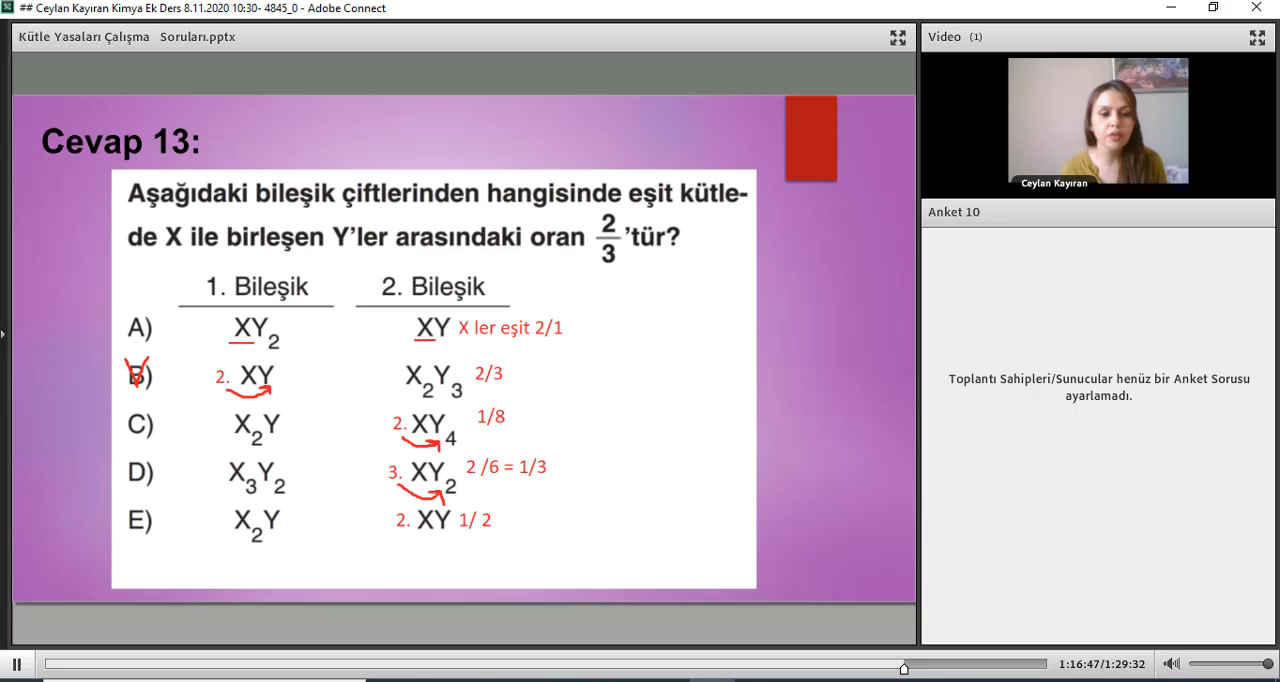 ## Ceylan Kayıran Kimya Ek Ders 8.11.2020 10:30- 4845_0 - Adobe Connect
Kütle Yasaları Çalışma Soruları.pptx
Video (1)
Ceylan Kayıran
Anket 10
Toplantı Sahipleri/Sunucular henüz bir Anket Sorusu
ayarlamadı.
Cevap 13:
Aşağıdaki bileşik çiftlerinden hangisinde eşit kütle-
de X ile birleşen Y'ler arasındaki oran 2/3 'tür?
1. Bileşik 2. Bileşik
A) XY2 XY X ler eşit 2/1
B) 2. XY X2Y3 2/3
C) X2Y 2. XY4 1/8
D) X3Y2 3. XY2 2 /6 = 1/3
E) X2Y 2. XY 1/ 2
1:16:47/1:29:32